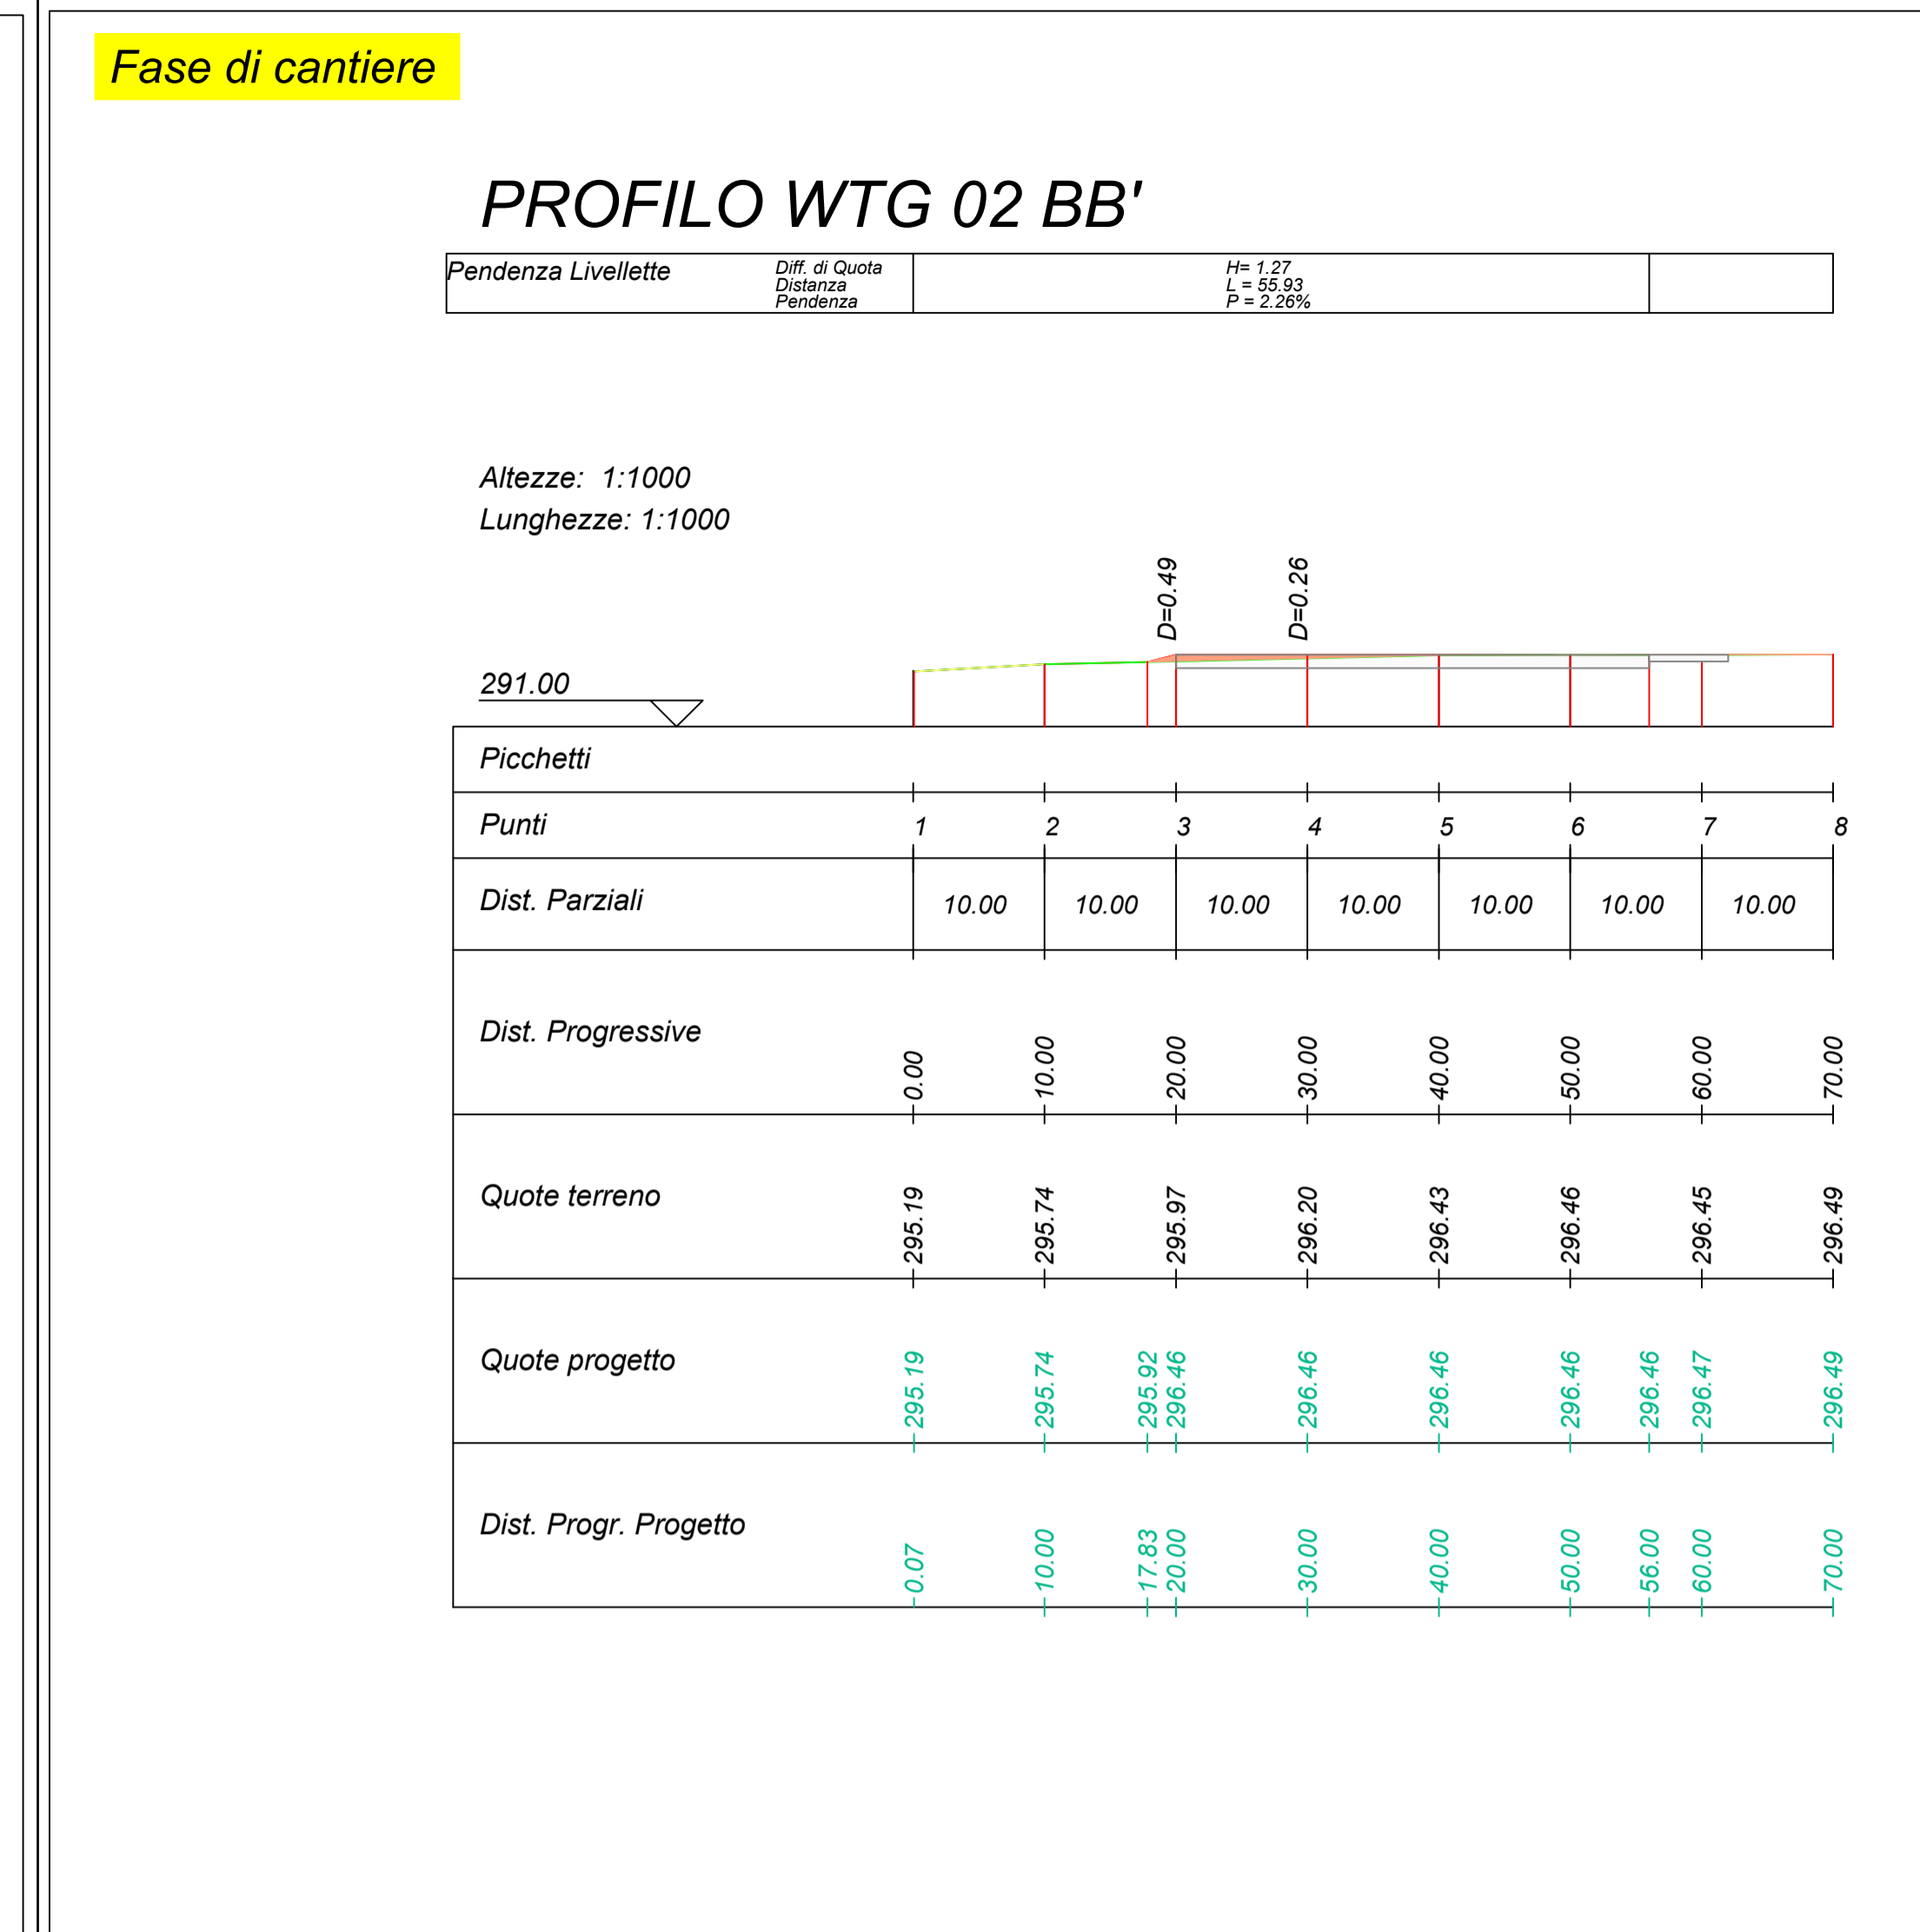 Fase di cantiere
PROFILO WTG 02 BB'
Pendenza Livellette
Diff. di Quota
Distanza
Pendenza
H= 1.27
L = 55.93
P = 2.26%
Altezze: 1:1000
Lunghezze: 1:1000
D=0.49
D=0.26
291.00
Picchetti
Punti 1 2 3 4 5 6 7 8
Dist. Parziali 10.00 10.00 10.00 10.00 10.00 10.00 10.00
Dist. Progressive 0.00 10.00 20.00 30.00 40.00 50.00 60.00 70.00
Quote terreno 295.19 295.74 295.97 296.20 296.43 296.46 296.45 296.49
Quote progetto 295.19 295.74 295.92 296.46 296.46 296.46 296.46 296.46 296.47 296.49
Dist. Progr. Progetto 0.07 10.00 17.83 20.00 30.00 40.00 50.00 56.00 60.00 70.00